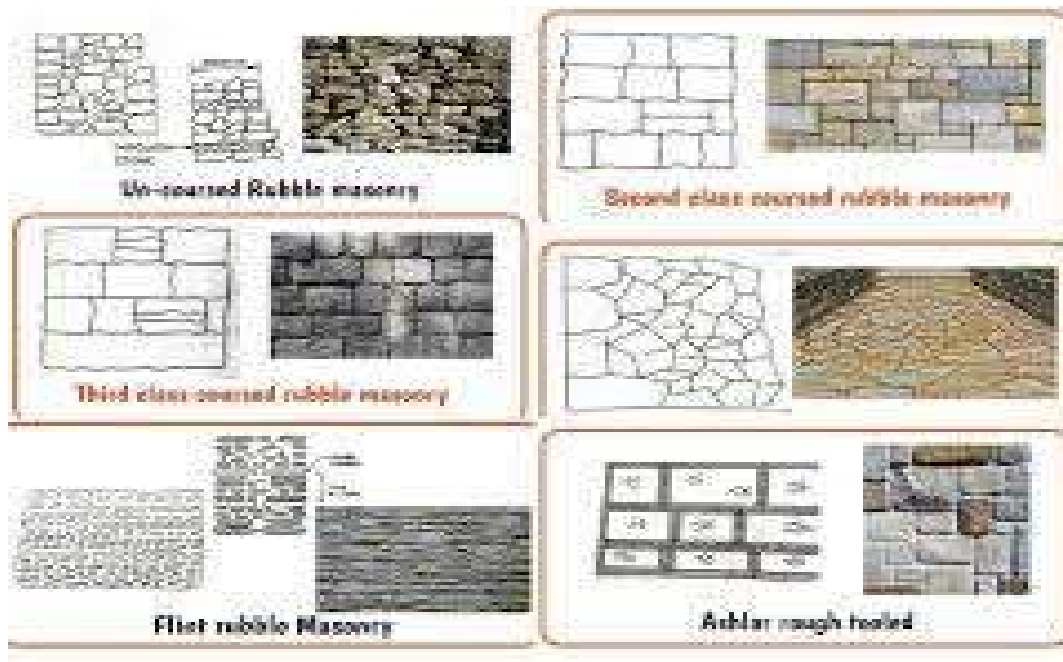 Un-coursed Rubble masonry
Second class coursed rubble masonry
Third class coursed rubble masonry
Flint rubble Masonry
Ashlar rough tooled